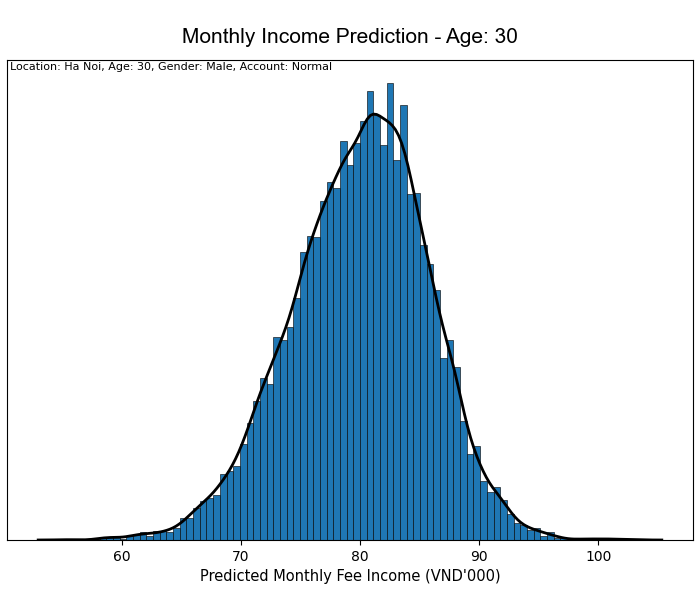 Monthly Income Prediction - Age: 30
Location: Ha Noi, Age: 30, Gender: Male, Account: Normal
60 70 80 90 100
Predicted Monthly Fee Income (VND'000)